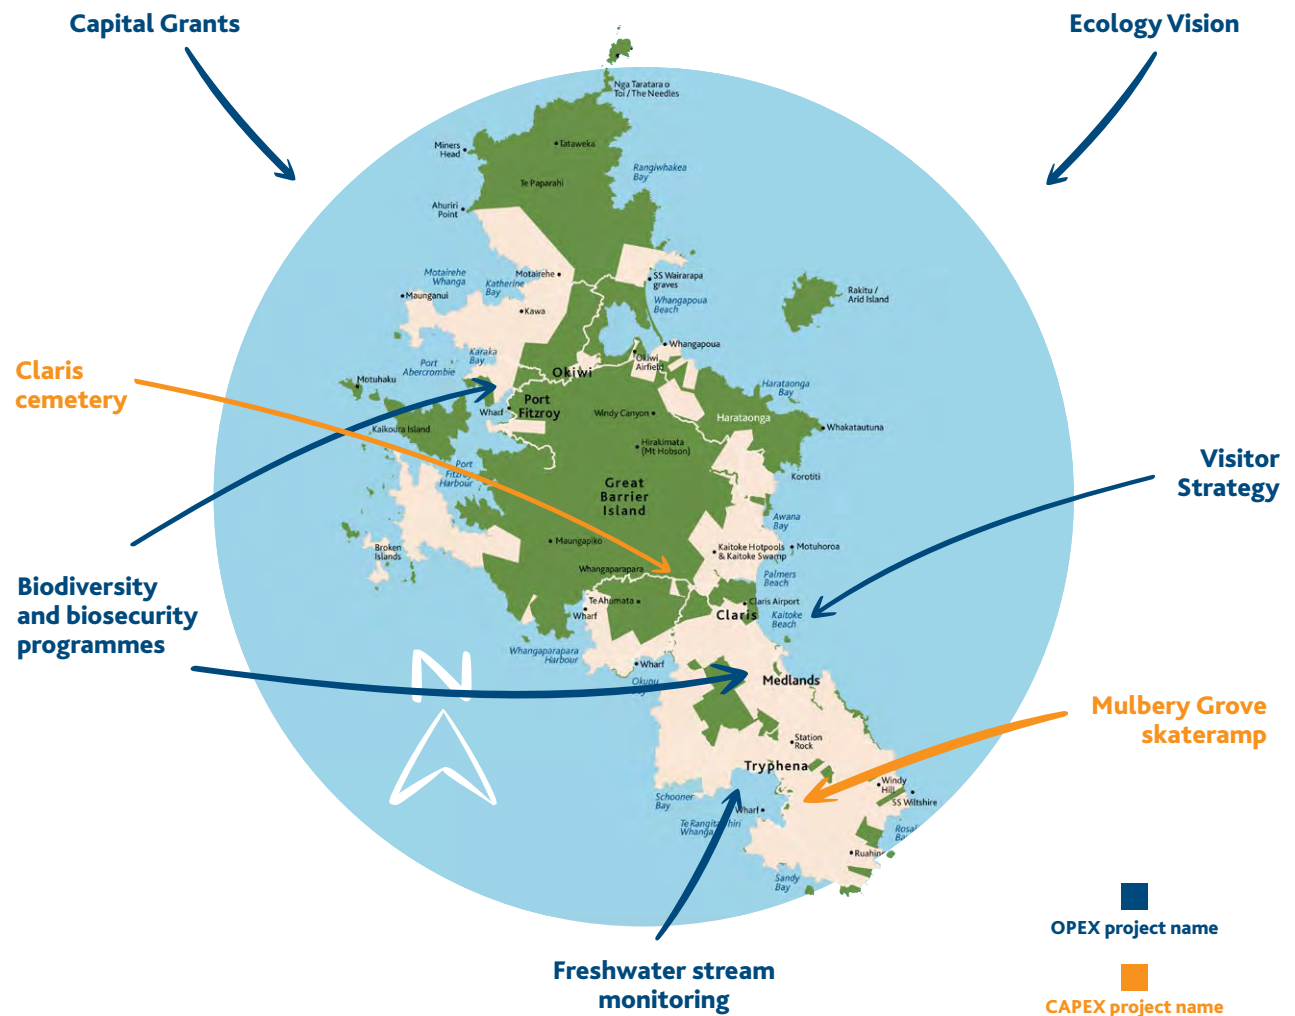 Capital Grants
Ecology Vision
Nga Taratara o
Toi / The Needles
Miners
Head
Tataweka
Rangiwhakea
Bay
Te Paparahi
Ahuriri
Point
Motairehe
Whanga
Motairehe
Katherine
Bay
SS Wairarapa
graves
Maunganui
Kawa
Whangapoua
Beach
Rakitu /
Arid Island
Whangapoua
Karaka
Bay
Port
Abercrombie
Okiwi
Okiwi
Airfield
Claris
cemetery
Motuhaku
Harataonga
Bay
Wharf
Port
Fitzroy
Windy Canyon
Harataonga
Kaikoura Island
Whakatautuna
Hirakimata
(Mt Hobson)
Port
Fitzroy
Harbour
Korotiti
Visitor
Strategy
Great
Barrier
Island
Awana
Bay
Broken
Islands
Maungapiko
Kaitoke Hotpools
& Kaitoke Swamp
Motuhoroa
Whangaparapara
Palmers
Beach
Biodiversity
and biosecurity
programmes
Te Ahumata
Wharf
Claris Airport
Claris
Kaitoke
Beach
Whangaparapara
Harbour
Wharf
Okupu
N
Medlands
Mulbery Grove
skateramp
Station
Rock
Tryphena
Windy
Hill
SS Wiltshire
Schooner
Bay
Wharf
Whanga
Ruahine
Sandy
Bay
OPEX project name
Freshwater stream
monitoring
CAPEX project name